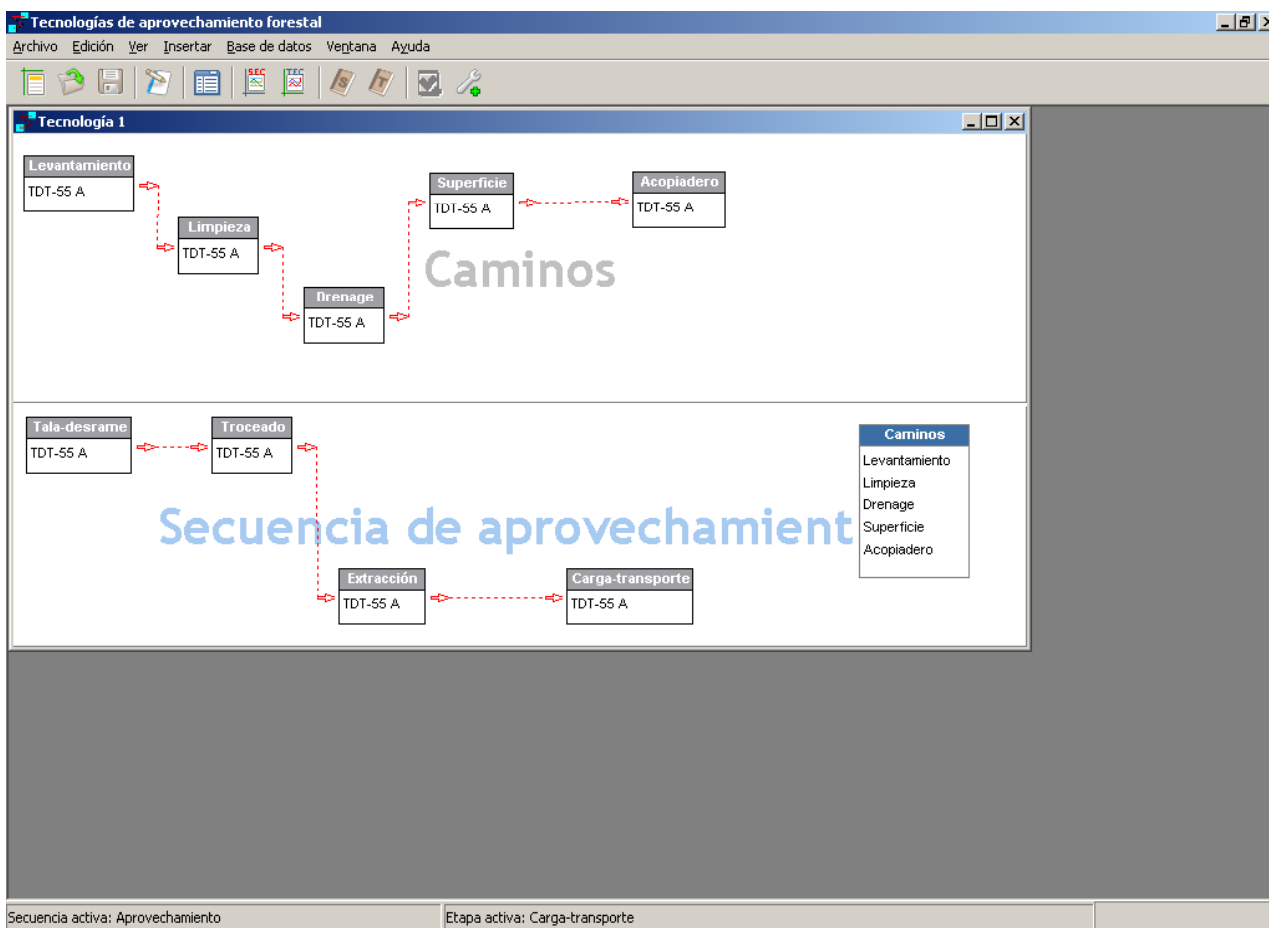 Tecnologías de aprovechamiento forestal
Archivo Edición Ver Insertar Base de datos Ventana Ayuda
SEC TEC S T
Tecnología 1
Levantamiento
TDT-55 A
Limpieza
TDT-55 A
Drenage
TDT-55 A
Superficie
TDT-55 A
Acopiadero
TDT-55 A
Caminos
Tala-desrame
TDT-55 A
Troceado
TDT-55 A
Extracción
TDT-55 A
Carga-transporte
TDT-55 A
Secuencia de aprovechamient
Caminos
Levantamiento
Limpieza
Drenage
Superficie
Acopiadero
Secuencia activa: Aprovechamiento
Etapa activa: Carga-transporte